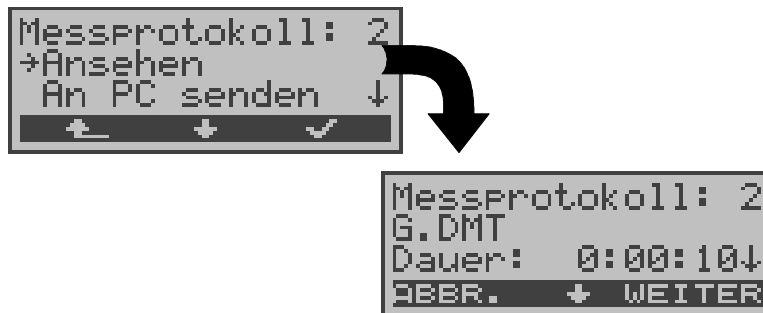 Messprotokoll: 2
→Ansehen
An PC senden ↓
Messprotokoll: 2
G.DMT
Dauer: 0:00:10↓
ABBR. WEITER